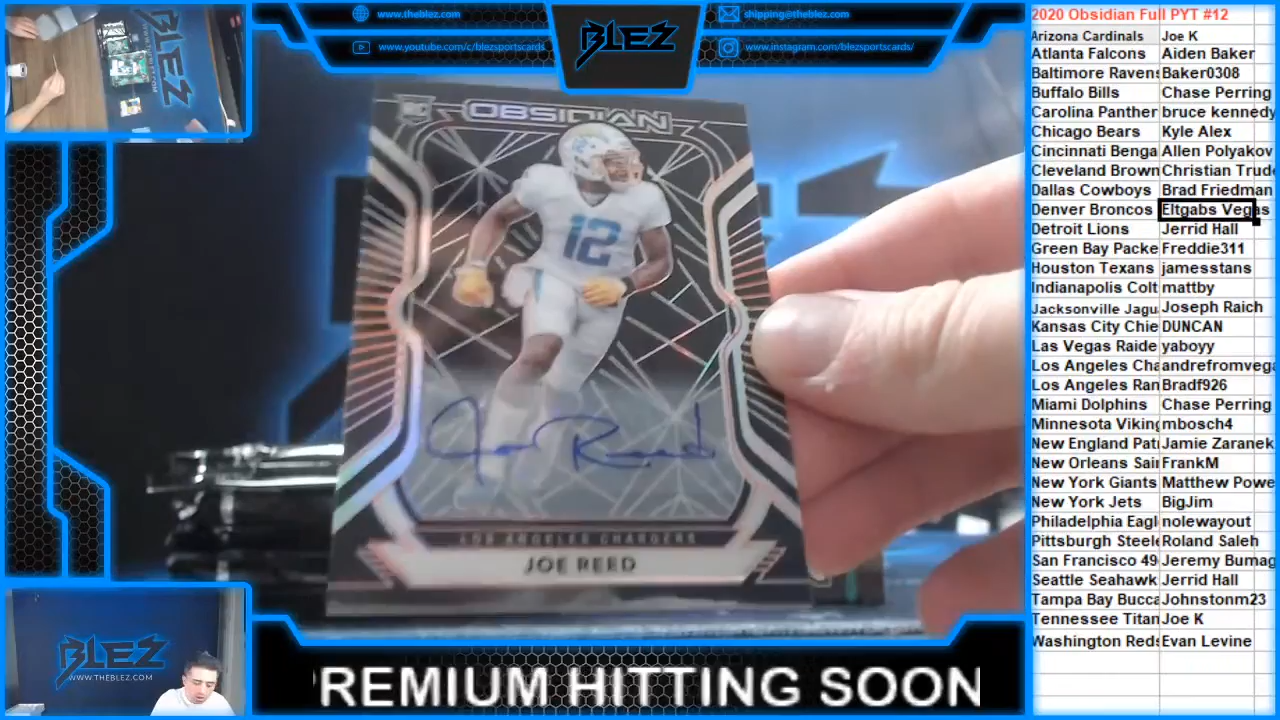 www.theblez.com
www.youtube.com/c/blezsportscards/
BLEZ
shipping@theblez.com
www.instagram.com/blezsportscards/
RC
OBSIDIAN
12
Joe Reed
LOS ANGELES CHARGERS
JOE REED
BLEZ
WWW.THEBLEZ.COM
PREMIUM HITTING SOON
2020 Obsidian Full PYT #12
Arizona Cardinals Joe K
Atlanta Falcons Aiden Baker
Baltimore Ravens Baker0308
Buffalo Bills Chase Perring
Carolina Panther bruce kennedy
Chicago Bears Kyle Alex
Cincinnati Benga Allen Polyakov
Cleveland Brown Christian Trude
Dallas Cowboys Brad Friedman
Denver Broncos Eltgabs Vegas
Detroit Lions Jerrid Hall
Green Bay Packe Freddie311
Houston Texans jamesstans
Indianapolis Colt mattby
Jacksonville Jagu Joseph Raich
Kansas City Chie DUNCAN
Las Vegas Raide yaboyy
Los Angeles Cha andrefromvega
Los Angeles Ran Bradf926
Miami Dolphins Chase Perring
Minnesota Viking mbosch4
New England Pat Jamie Zaranek
New Orleans Sai FrankM
New York Giants Matthew Powe
New York Jets BigJim
Philadelphia Eagl nolewayout
Pittsburgh Steele Roland Saleh
San Francisco 49 Jeremy Bumag
Seattle Seahawk Jerrid Hall
Tampa Bay Bucca Johnstonm23
Tennessee Titan Joe K
Washington Reds Evan Levine